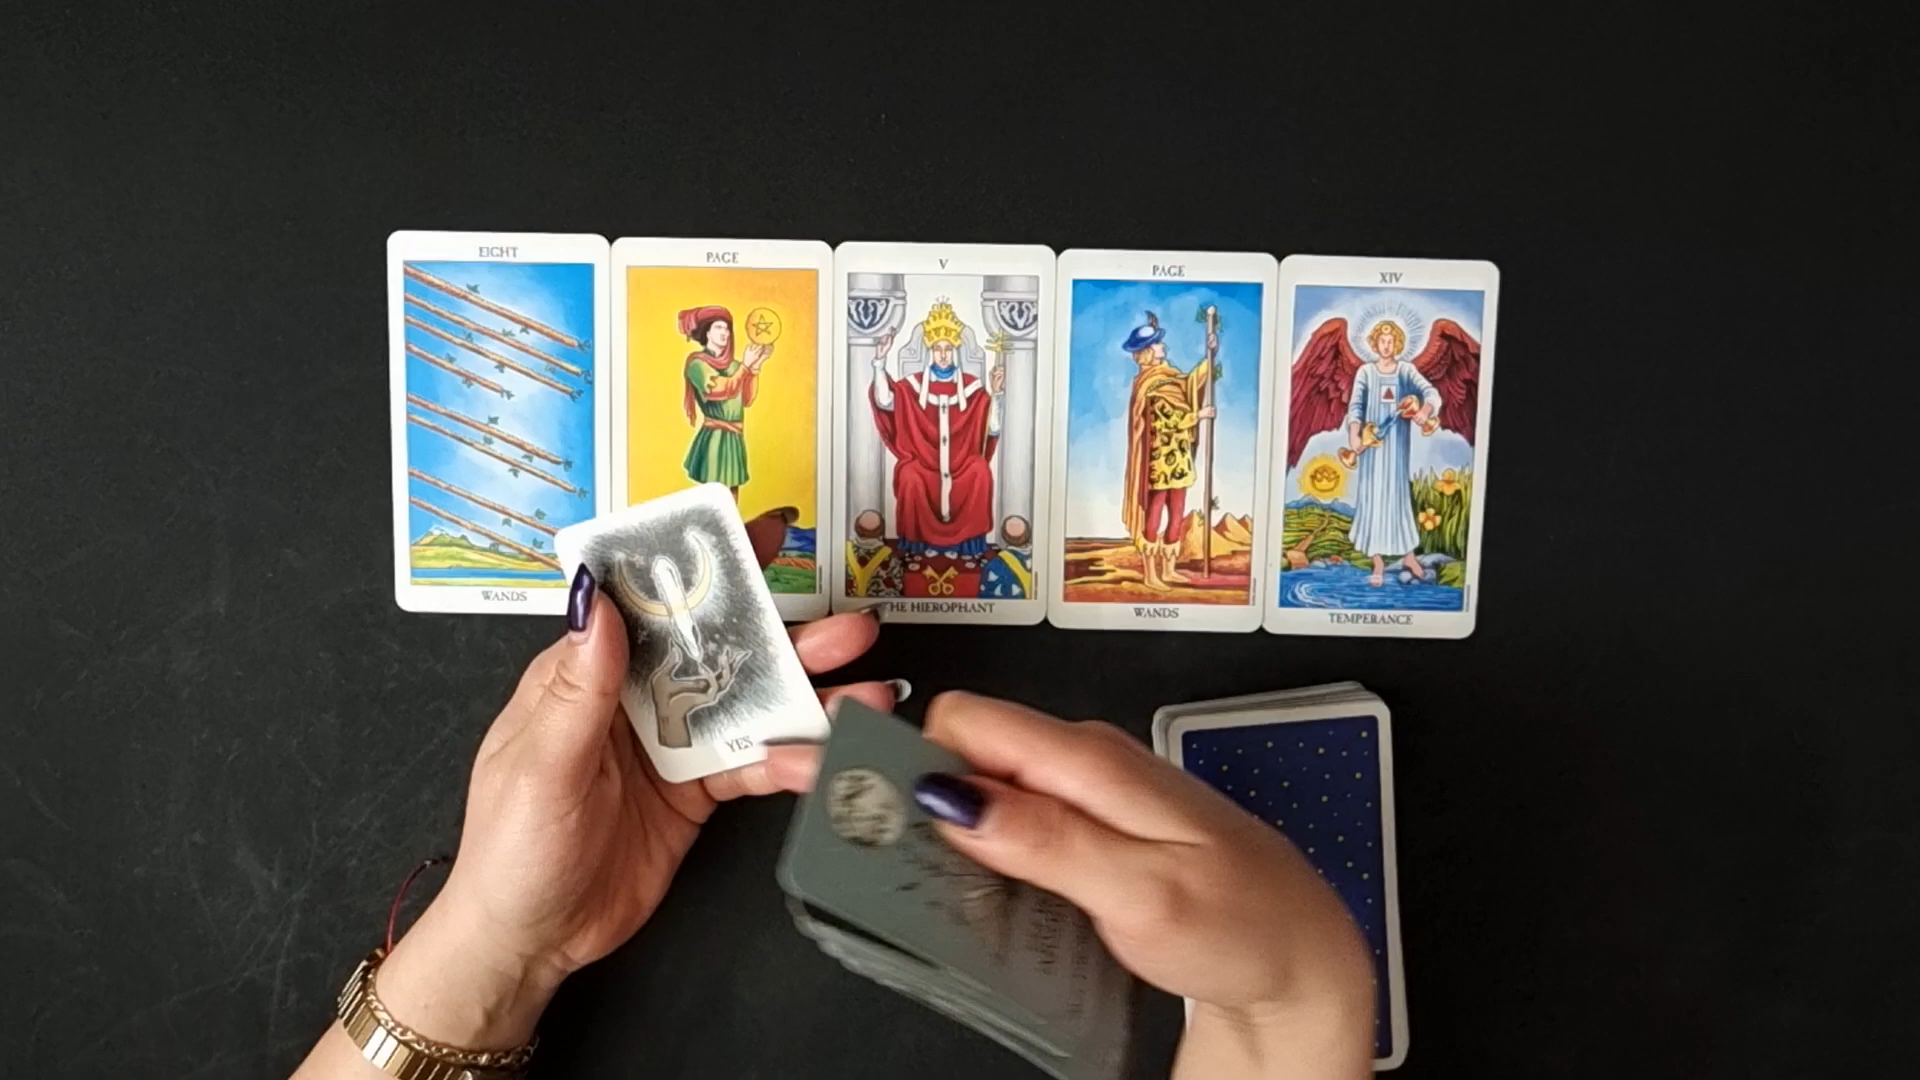 EIGHT
WANDS
PAGE
V
THE HIEROPHANT
PAGE
WANDS
XIV
TEMPERANCE
YES